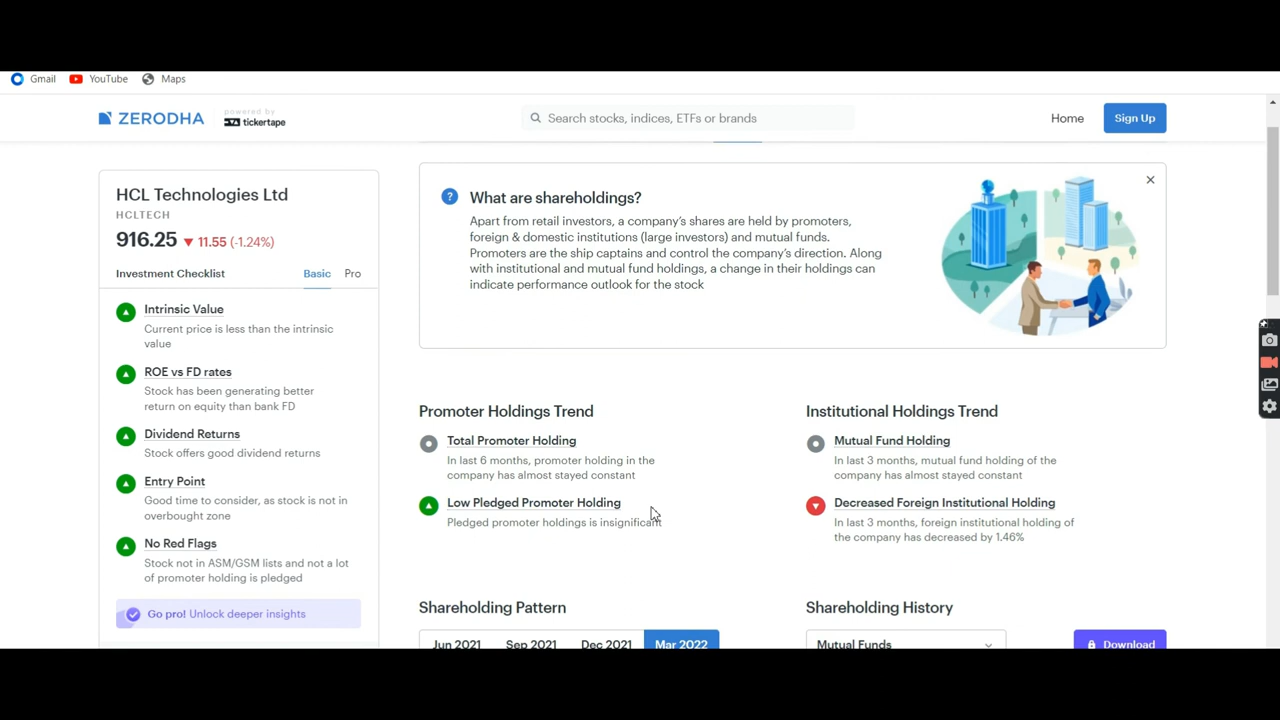 Gmail YouTube Maps
ZERODHA powered by tickertape Search stocks, indices, ETFs or brands Home Sign Up
HCL Technologies Ltd
HCLTECH
916.25 11.55 (-1.24%)
Investment Checklist Basic Pro
Intrinsic Value
Current price is less than the intrinsic
value
ROE vs FD rates
Stock has been generating better
return on equity than bank FD
Dividend Returns
Stock offers good dividend returns
Entry Point
Good time to consider, as stock is not in
overbought zone
No Red Flags
Stock not in ASM/GSM lists and not a lot
of promoter holding is pledged
Go pro! Unlock deeper insights
What are shareholdings?
Apart from retail investors, a company's shares are held by promoters,
foreign & domestic institutions (large investors) and mutual funds.
Promoters are the ship captains and control the company's direction. Along
with institutional and mutual fund holdings, a change in their holdings can
indicate performance outlook for the stock
Promoter Holdings Trend
Total Promoter Holding
In last 6 months, promoter holding in the
company has almost stayed constant
Low Pledged Promoter Holding
Pledged promoter holdings is insignificant
Institutional Holdings Trend
Mutual Fund Holding
In last 3 months, mutual fund holding of the
company has almost stayed constant
Decreased Foreign Institutional Holding
In last 3 months, foreign institutional holding of
the company has decreased by 1.46%
Shareholding Pattern
Jun 2021 Sep 2021 Dec 2021 Mar 2022
Shareholding History
Mutual Funds Download